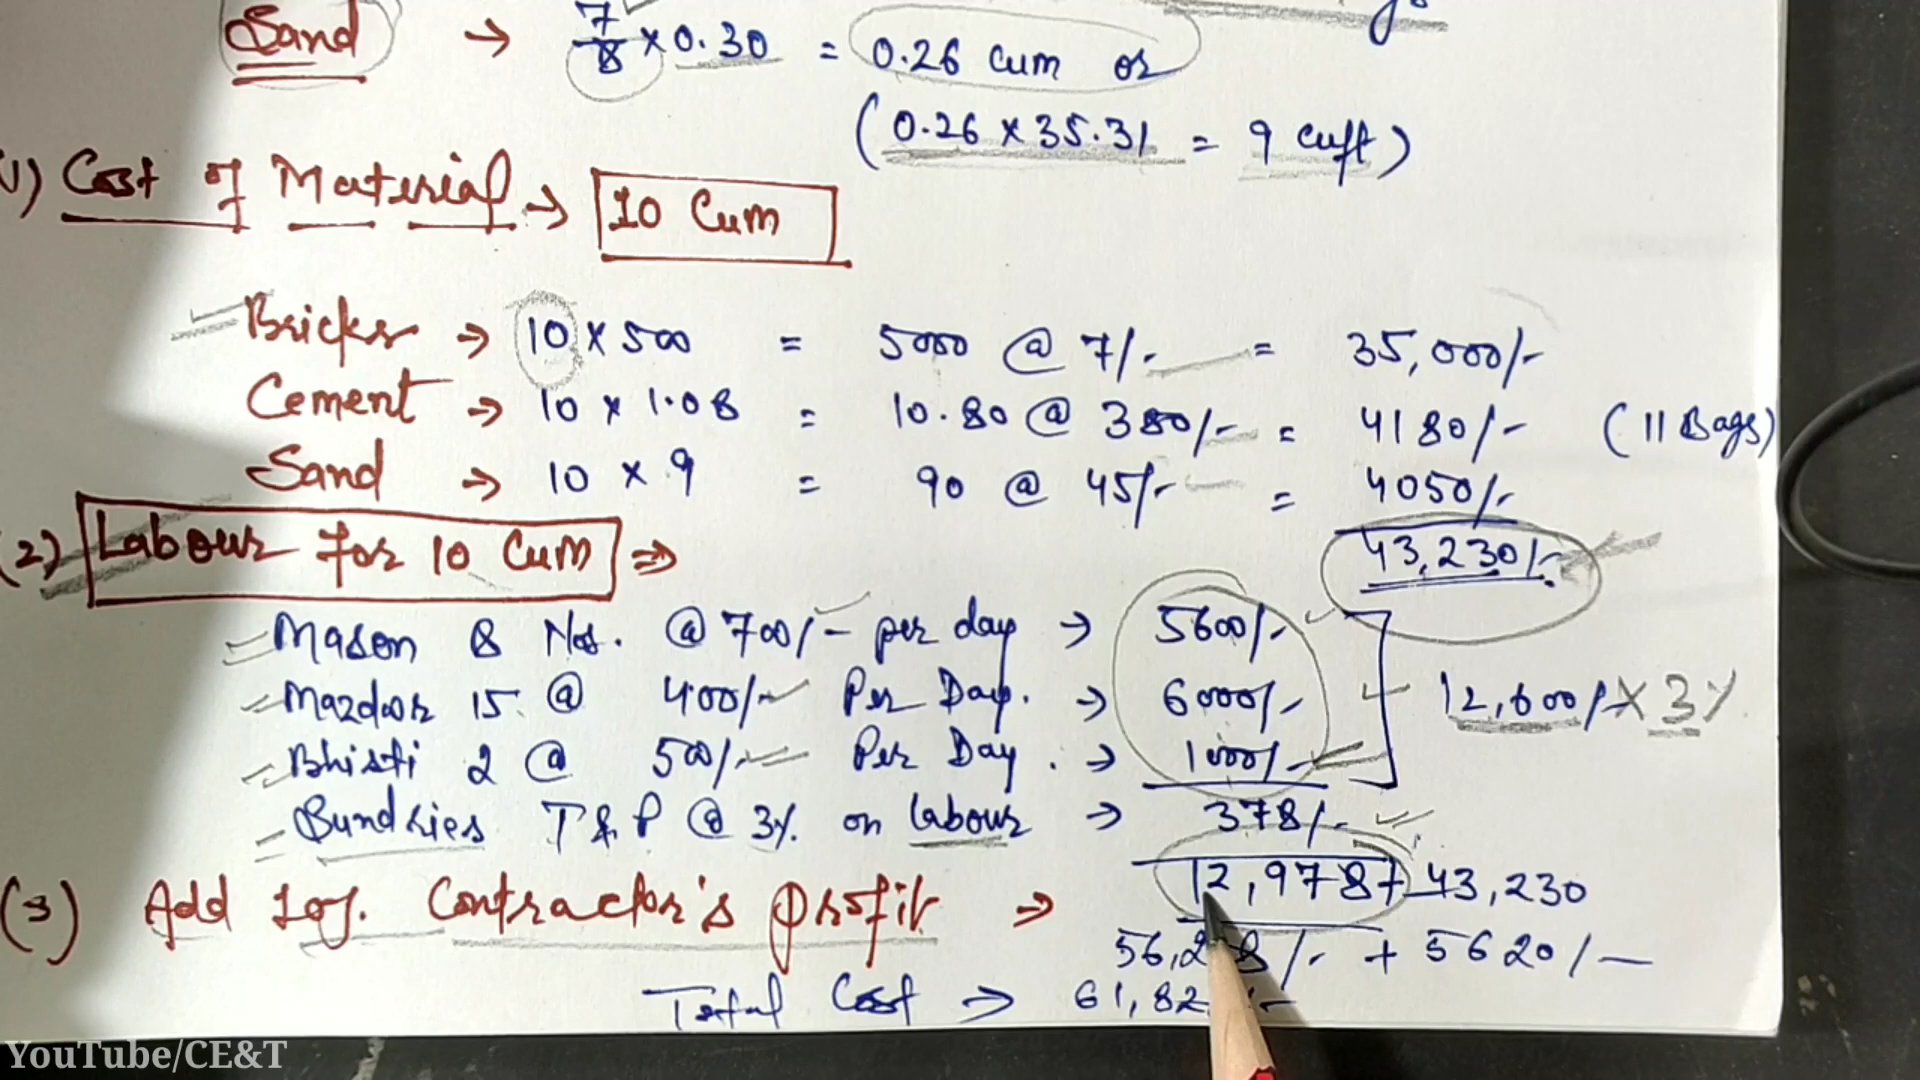 Sand → 7/8 × 0.30 = 0.26 cum or
(0.26 × 35.31 = 9 cuft)
(1) Cost of Material → 10 Cum
Bricks → 10 × 500 = 5000 @ 7/- = 35,000/-
Cement → 10 × 1.08 = 10.80 @ 380/- = 4180/- (11 Bags)
Sand → 10 × 9 = 90 @ 45/- = 4050/-
43,230/-
(2) Labour for 10 Cum ⇒
Mason 8 Nos. @ 700/- per day → 5600/-
Mazdoor 15 @ 400/- Per Day. → 6000/-
12,600/- × 3%
Bhisti 2 @ 500/- Per Day. → 1000/-
Sundries T & P @ 3% on labour → 378/-
12,978 + 43,230
(3) Add 10%. Contractor's profit →
+ 5620/-
Total Cost →
YouTube/CE&T